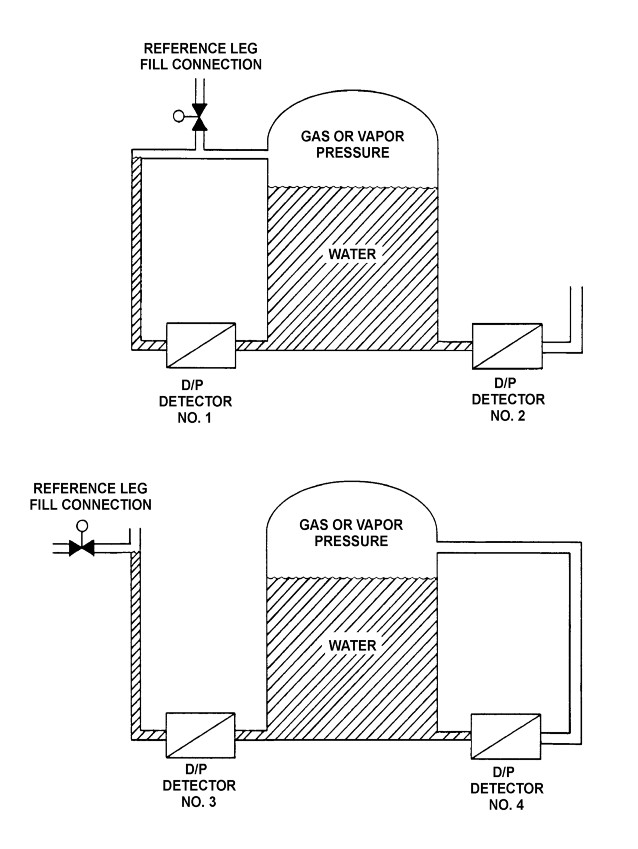 REFERENCE LEG
FILL CONNECTION
GAS OR VAPOR
PRESSURE
WATER
D/P
DETECTOR
NO. 1
D/P
DETECTOR
NO. 2
REFERENCE LEG
FILL CONNECTION
GAS OR VAPOR
PRESSURE
WATER
D/P
DETECTOR
NO. 3
D/P
DETECTOR
NO. 4